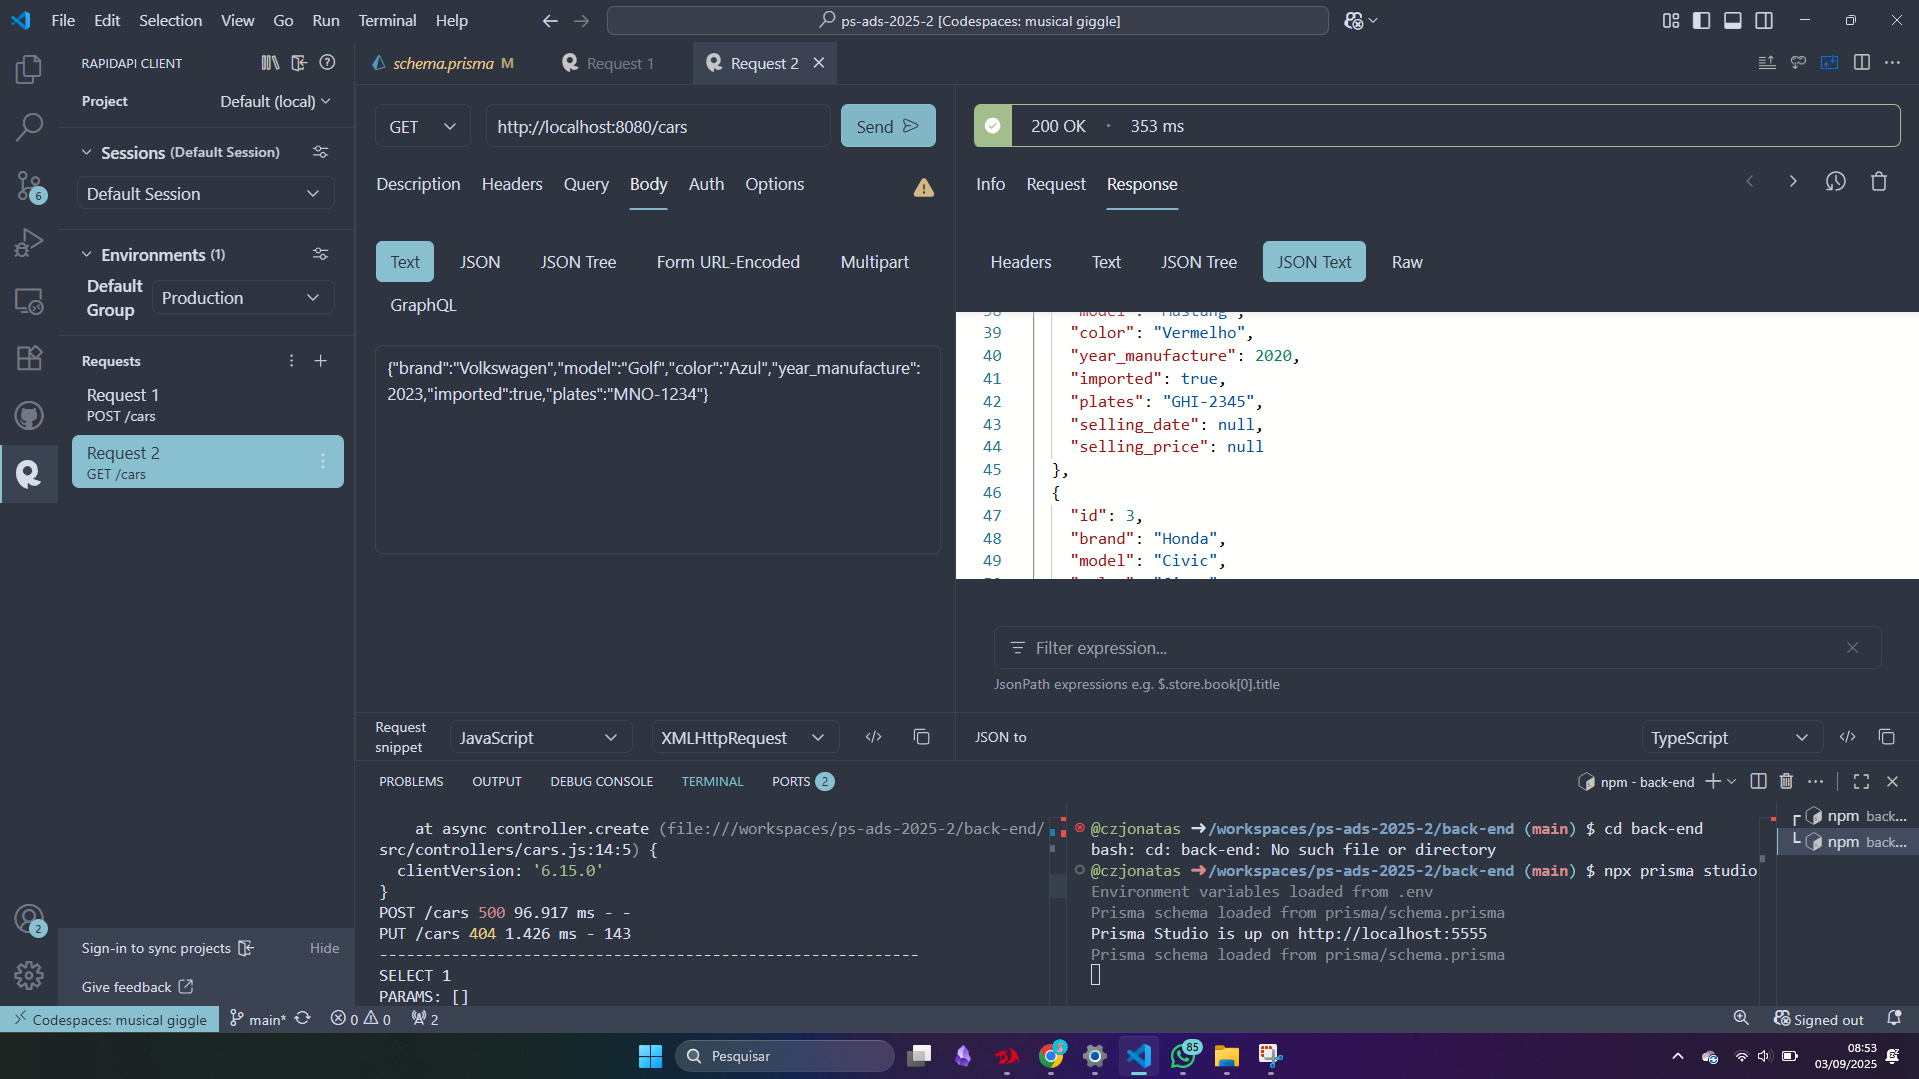 File Edit Selection View Go Run Terminal Help
ps-ads-2025-2 [Codespaces: musical giggle]
RAPIDAPI CLIENT
Project Default (local)
Sessions (Default Session)
Default Session
Environments (1)
Default Group Production
Requests
Request 1
POST /cars
Request 2
GET /cars
6
2
Sign-in to sync projects Hide
Give feedback
schema.prisma M
Request 1
Request 2
GET http://localhost:8080/cars Send
Description Headers Query Body Auth Options
Text JSON JSON Tree Form URL-Encoded Multipart
GraphQL
{"brand":"Volkswagen","model":"Golf","color":"Azul","year_manufacture":
2023,"imported":true,"plates":"MNO-1234"}
Request snippet JavaScript XMLHttpRequest
200 OK · 353 ms
Info Request Response
Headers Text JSON Tree JSON Text Raw
38 "model": "Mustang",
39 "color": "Vermelho",
40 "year_manufacture": 2020,
41 "imported": true,
42 "plates": "GHI-2345",
43 "selling_date": null,
44 "selling_price": null
45 },
46 {
47 "id": 3,
48 "brand": "Honda",
49 "model": "Civic",
Filter expression...
JsonPath expressions e.g. $.store.book[0].title
JSON to TypeScript
PROBLEMS OUTPUT DEBUG CONSOLE TERMINAL PORTS 2
npm - back-end
at async controller.create (file:///workspaces/ps-ads-2025-2/back-end/
src/controllers/cars.js:14:5) {
clientVersion: '6.15.0'
}
POST /cars 500 96.917 ms - -
PUT /cars 404 1.426 ms - 143
-----------------------------------------------------------
SELECT 1
PARAMS: []
@czjonatas ➜/workspaces/ps-ads-2025-2/back-end (main) $ cd back-end
bash: cd: back-end: No such file or directory
@czjonatas ➜/workspaces/ps-ads-2025-2/back-end (main) $ npx prisma studio
Environment variables loaded from .env
Prisma schema loaded from prisma/schema.prisma
Prisma Studio is up on http://localhost:5555
Prisma schema loaded from prisma/schema.prisma
npm back...
npm back...
Codespaces: musical giggle main* 0 0 2 Signed out
Pesquisar
85
08:53
03/09/2025